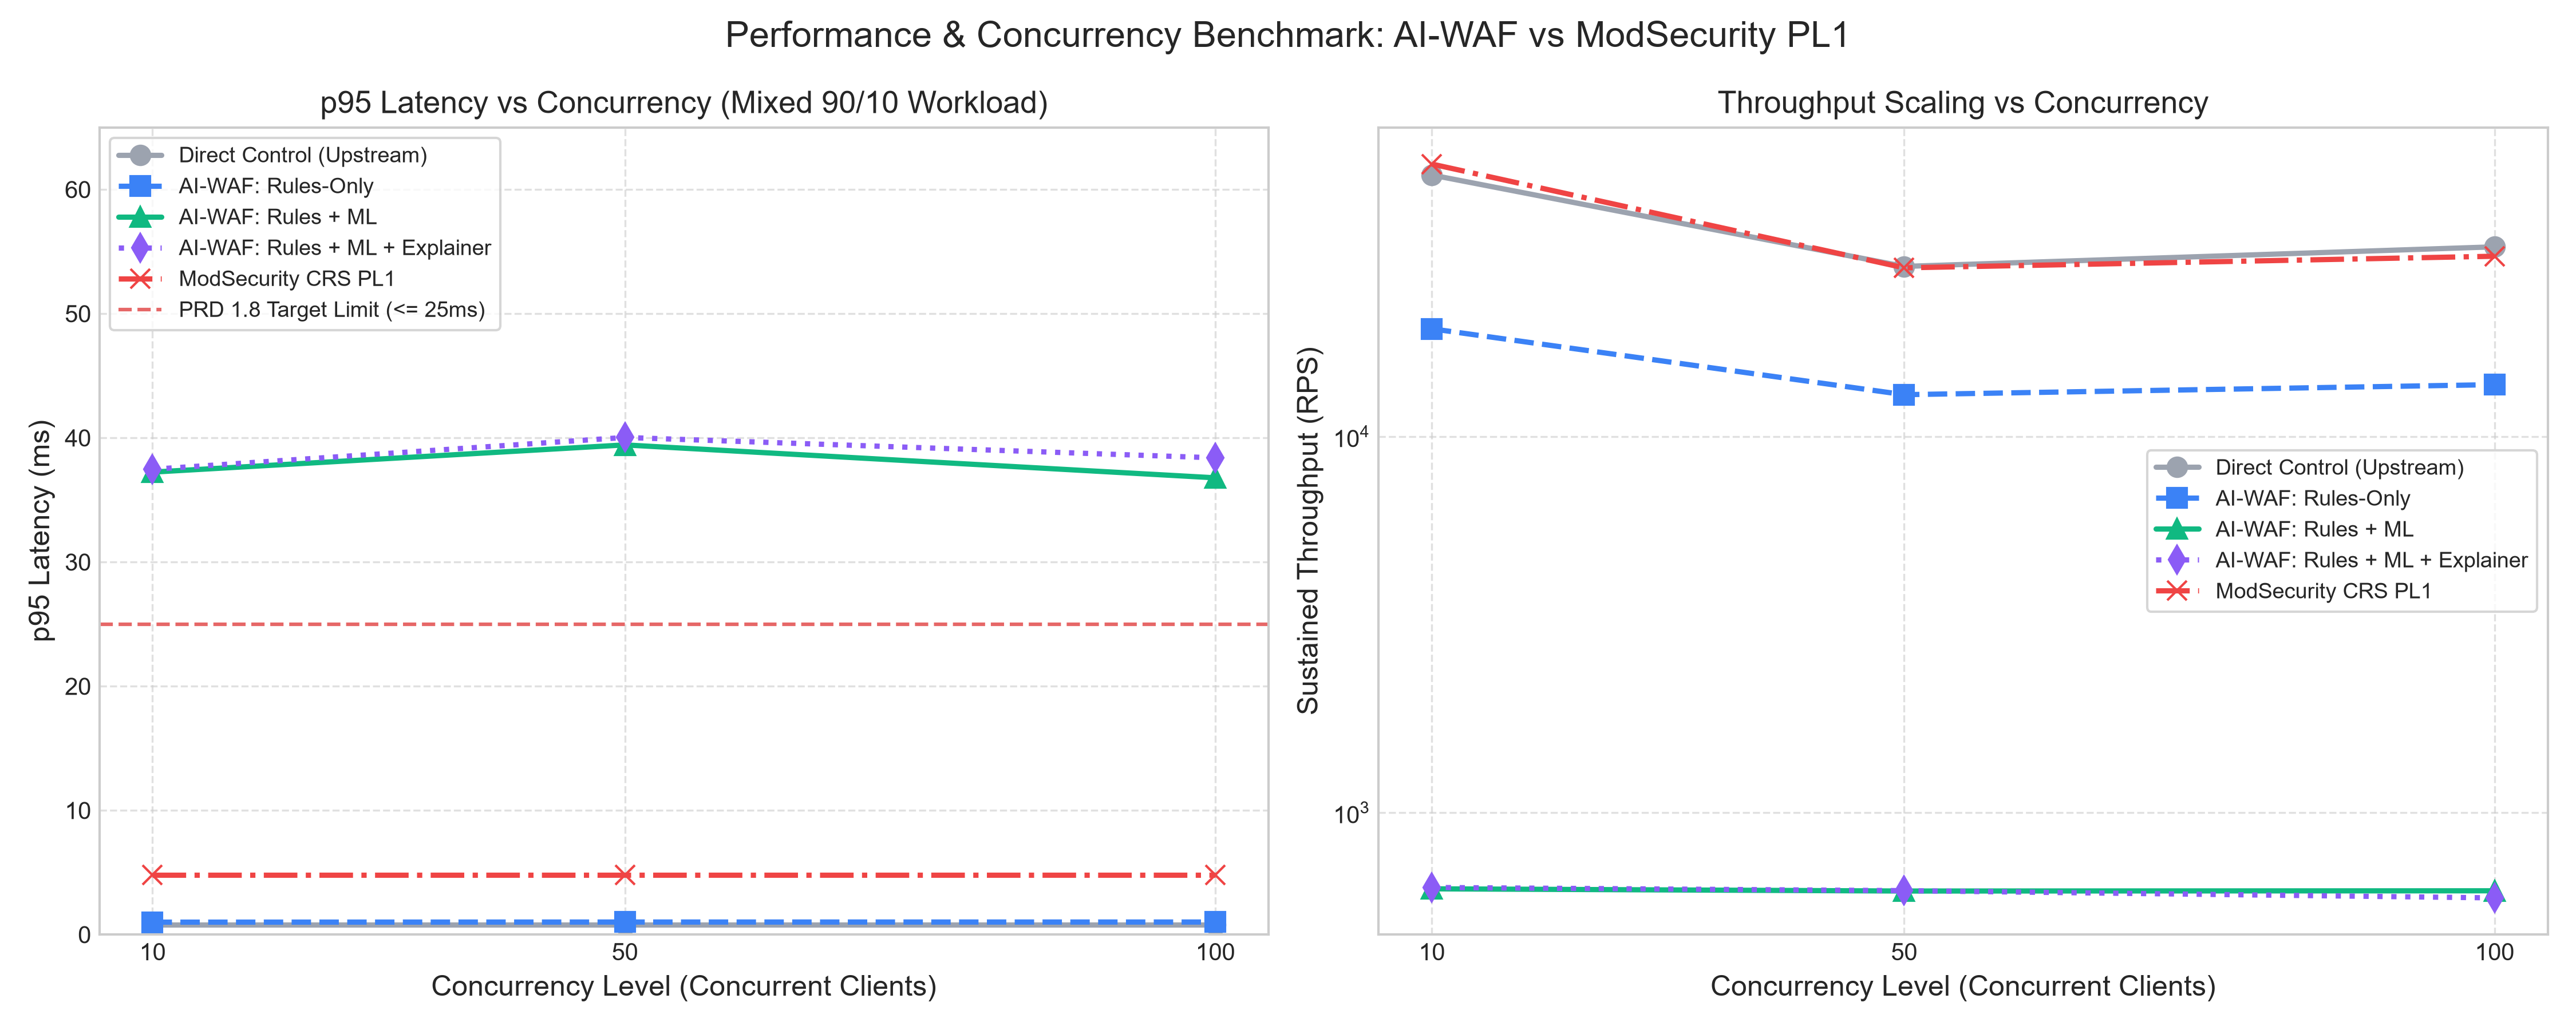 Performance & Concurrency Benchmark: AI-WAF vs ModSecurity PL1
p95 Latency vs Concurrency (Mixed 90/10 Workload)
Direct Control (Upstream)
AI-WAF: Rules-Only
AI-WAF: Rules + ML
AI-WAF: Rules + ML + Explainer
ModSecurity CRS PL1
PRD 1.8 Target Limit (<= 25ms)
p95 Latency (ms)
60
50
40
30
20
10
0
10
50
100
Concurrency Level (Concurrent Clients)
Throughput Scaling vs Concurrency
Sustained Throughput (RPS)
10⁴
10³
Direct Control (Upstream)
AI-WAF: Rules-Only
AI-WAF: Rules + ML
AI-WAF: Rules + ML + Explainer
ModSecurity CRS PL1
10
50
100
Concurrency Level (Concurrent Clients)